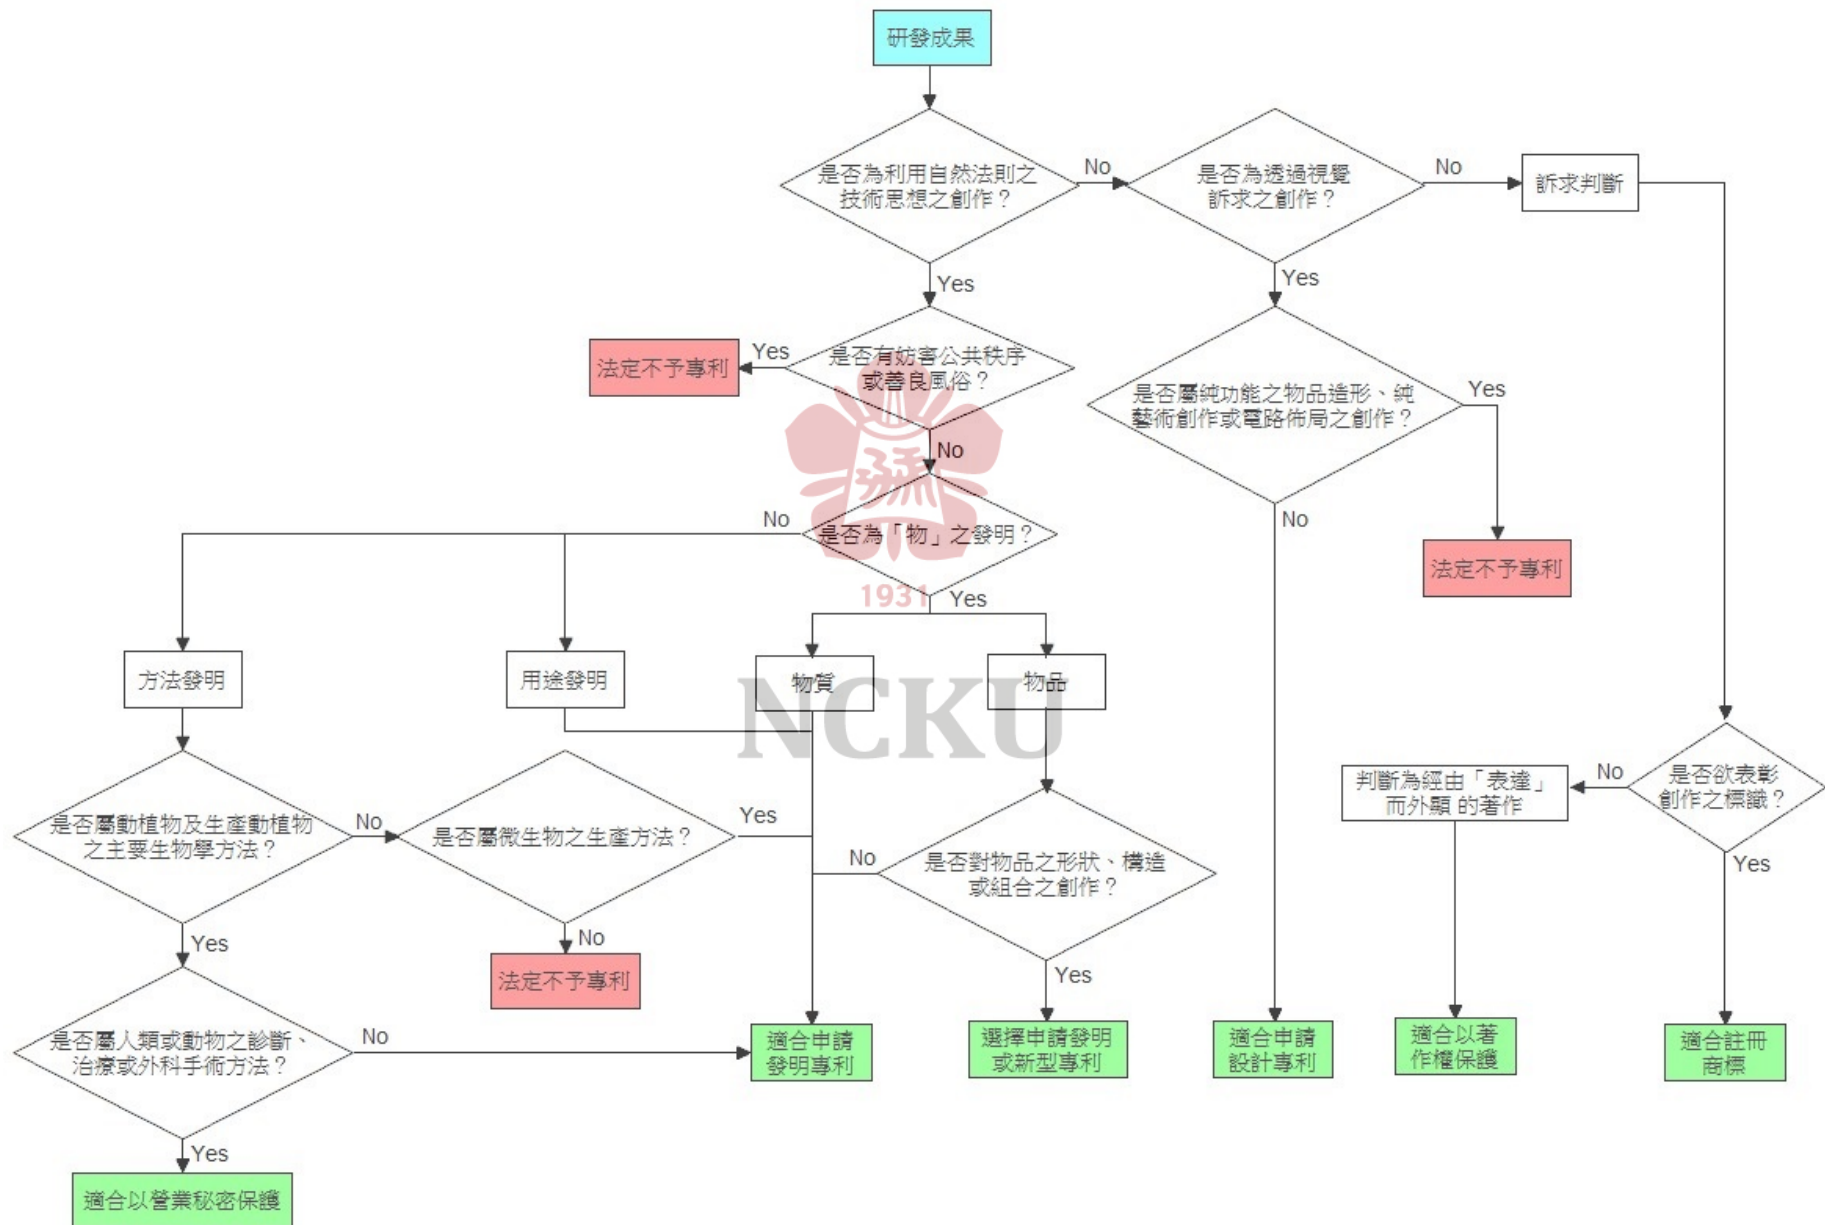 研發成果
是否為利用自然法則之
技術思想之創作？
No
是否為透過視覺
訴求之創作？
No
訴求判斷
Yes
Yes
法定不予專利
Yes
是否有妨害公共秩序
或善良風俗？
是否屬純功能之物品造形、純
藝術創作或電路佈局之創作？
Yes
No
No
是否為「物」之發明？
No
法定不予專利
1931
Yes
方法發明
用途發明
物質
物品
NCKU
是否屬動植物及生產動植物
之主要生物學方法？
No
是否屬微生物之生產方法？
Yes
No
是否對物品之形狀、構造
或組合之創作？
判斷為經由「表達」
而外顯 的著作
No
是否欲表彰
創作之標識？
Yes
Yes
No
法定不予專利
Yes
是否屬人類或動物之診斷、
治療或外科手術方法？
No
適合申請
發明專利
選擇申請發明
或新型專利
適合申請
設計專利
適合以著
作權保護
適合註冊
商標
Yes
適合以營業秘密保護